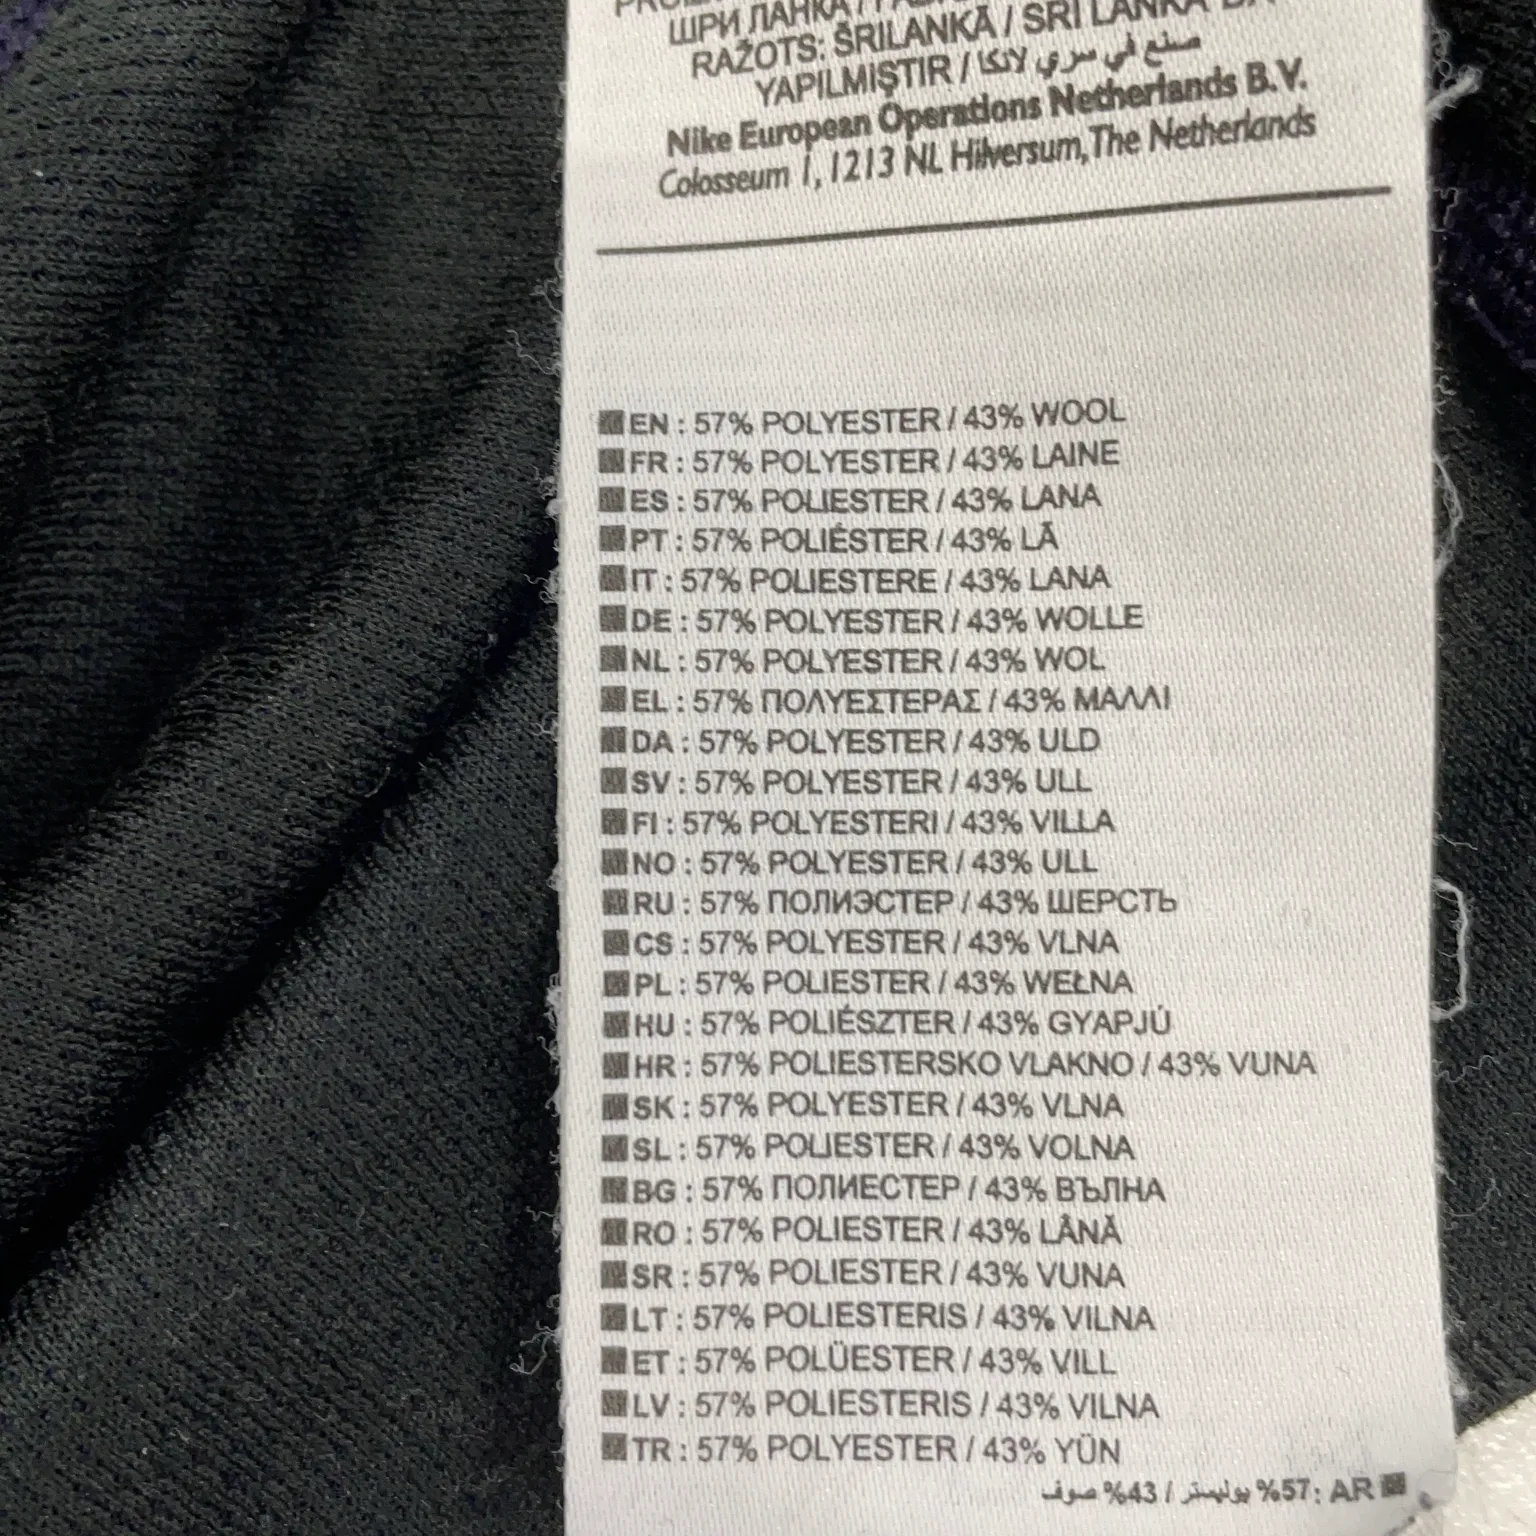 ШРИ ЛАНКА /
RAŽOTS: ŠRILANKĀ / SRI LANKA'DA
YAPILMIŞTIR / صنع في سري لانكا
Nike European Operations Netherlands B.V.
Colosseum 1, 1213 NL Hilversum, The Netherlands
EN : 57% POLYESTER / 43% WOOL
FR : 57% POLYESTER / 43% LAINE
ES : 57% POLIESTER / 43% LANA
PT : 57% POLIÉSTER / 43% LÃ
IT : 57% POLIESTERE / 43% LANA
DE : 57% POLYESTER / 43% WOLLE
NL : 57% POLYESTER / 43% WOL
EL : 57% ΠΟΛΥΕΣΤΕΡΑΣ / 43% ΜΑΛΛΙ
DA : 57% POLYESTER / 43% ULD
SV : 57% POLYESTER / 43% ULL
FI : 57% POLYESTERI / 43% VILLA
NO : 57% POLYESTER / 43% ULL
RU : 57% ПОЛИЭСТЕР / 43% ШЕРСТЬ
CS : 57% POLYESTER / 43% VLNA
PL : 57% POLIESTER / 43% WEŁNA
HU : 57% POLIÉSZTER / 43% GYAPJÚ
HR : 57% POLIESTERSKO VLAKNO / 43% VUNA
SK : 57% POLYESTER / 43% VLNA
SL : 57% POLIESTER / 43% VOLNA
BG : 57% ПОЛИЕСТЕР / 43% ВЪЛНА
RO : 57% POLIESTER / 43% LÂNĂ
SR : 57% POLIESTER / 43% VUNA
LT : 57% POLIESTERIS / 43% VILNA
ET : 57% POLÜESTER / 43% VILL
LV : 57% POLIESTERIS / 43% VILNA
TR : 57% POLYESTER / 43% YÜN
AR :57% بوليستر / 43% صوف